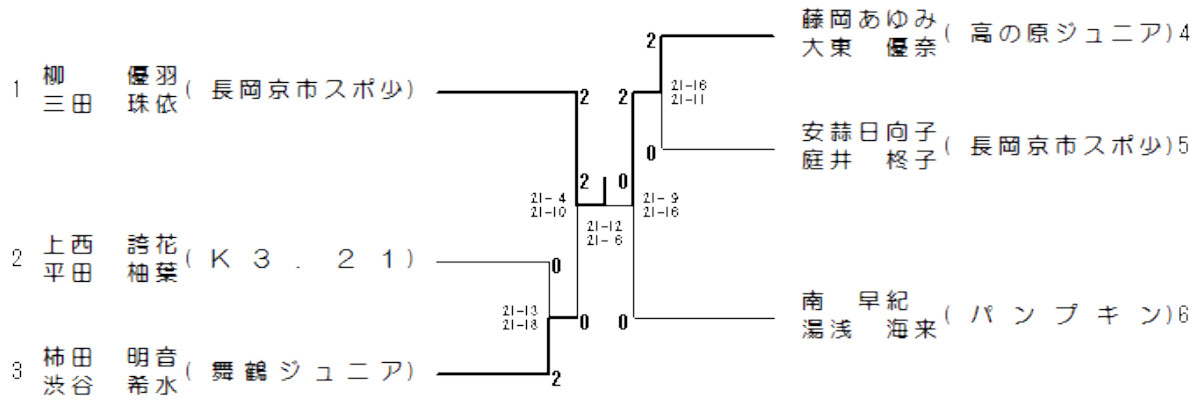 1 柳 優羽
三田 珠依
(長岡京市スポ少)
2
2 上西 誇花
平田 柚葉
(K3.21)
0
3 柿田 明音
渋谷 希水
(舞鶴ジュニア)
2
21-13
21-18
0
21-4
21-10
2
21-12
21-6
0
21-9
21-16
2
0
21-16
21-11
2
0
藤岡あゆみ
大東 優奈
(高の原ジュニア)4
安蒜日向子
庭井 柊子
(長岡京市スポ少)5
南 早紀
湯浅 海来
(パンプキン)6